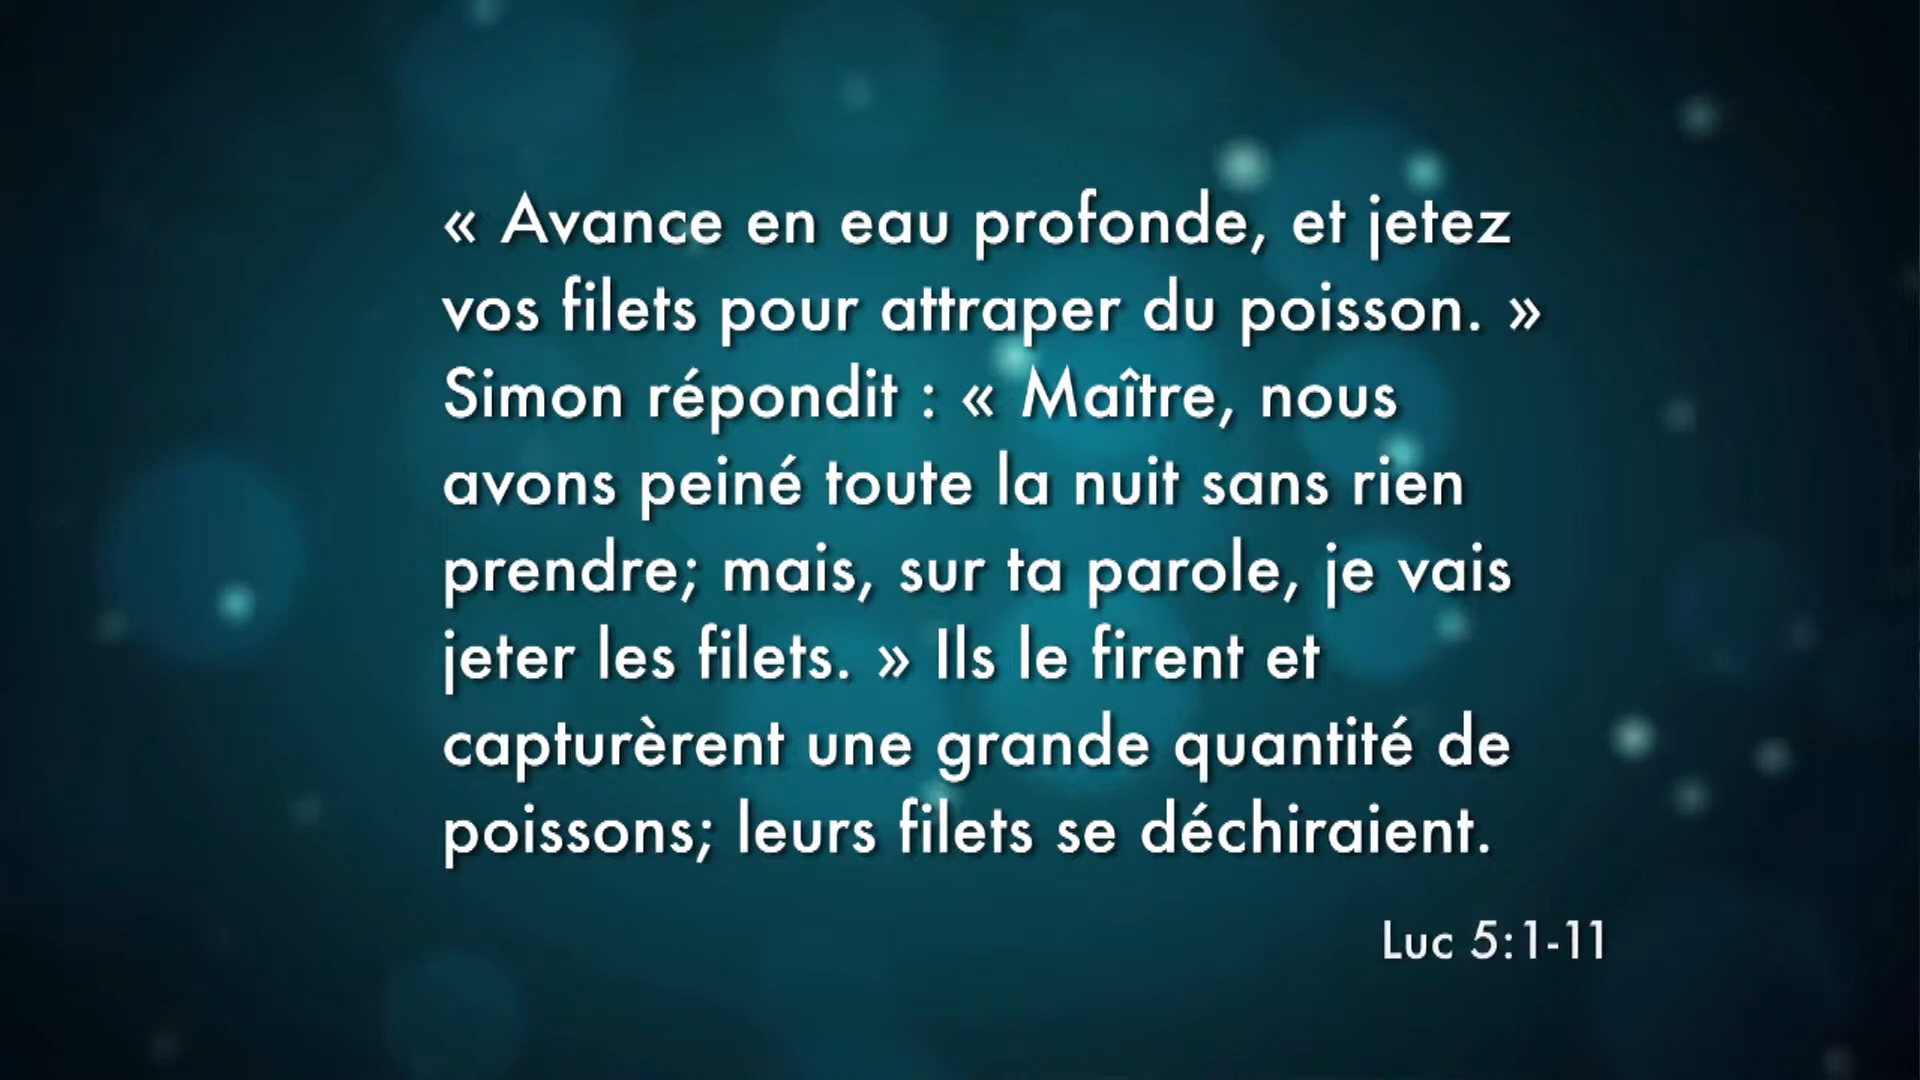 « Avance en eau profonde, et jetez
vos filets pour attraper du poisson. »
Simon répondit : « Maître, nous
avons peiné toute la nuit sans rien
prendre; mais, sur ta parole, je vais
jeter les filets. » Ils le firent et
capturèrent une grande quantité de
poissons; leurs filets se déchiraient.
Luc 5:1-11